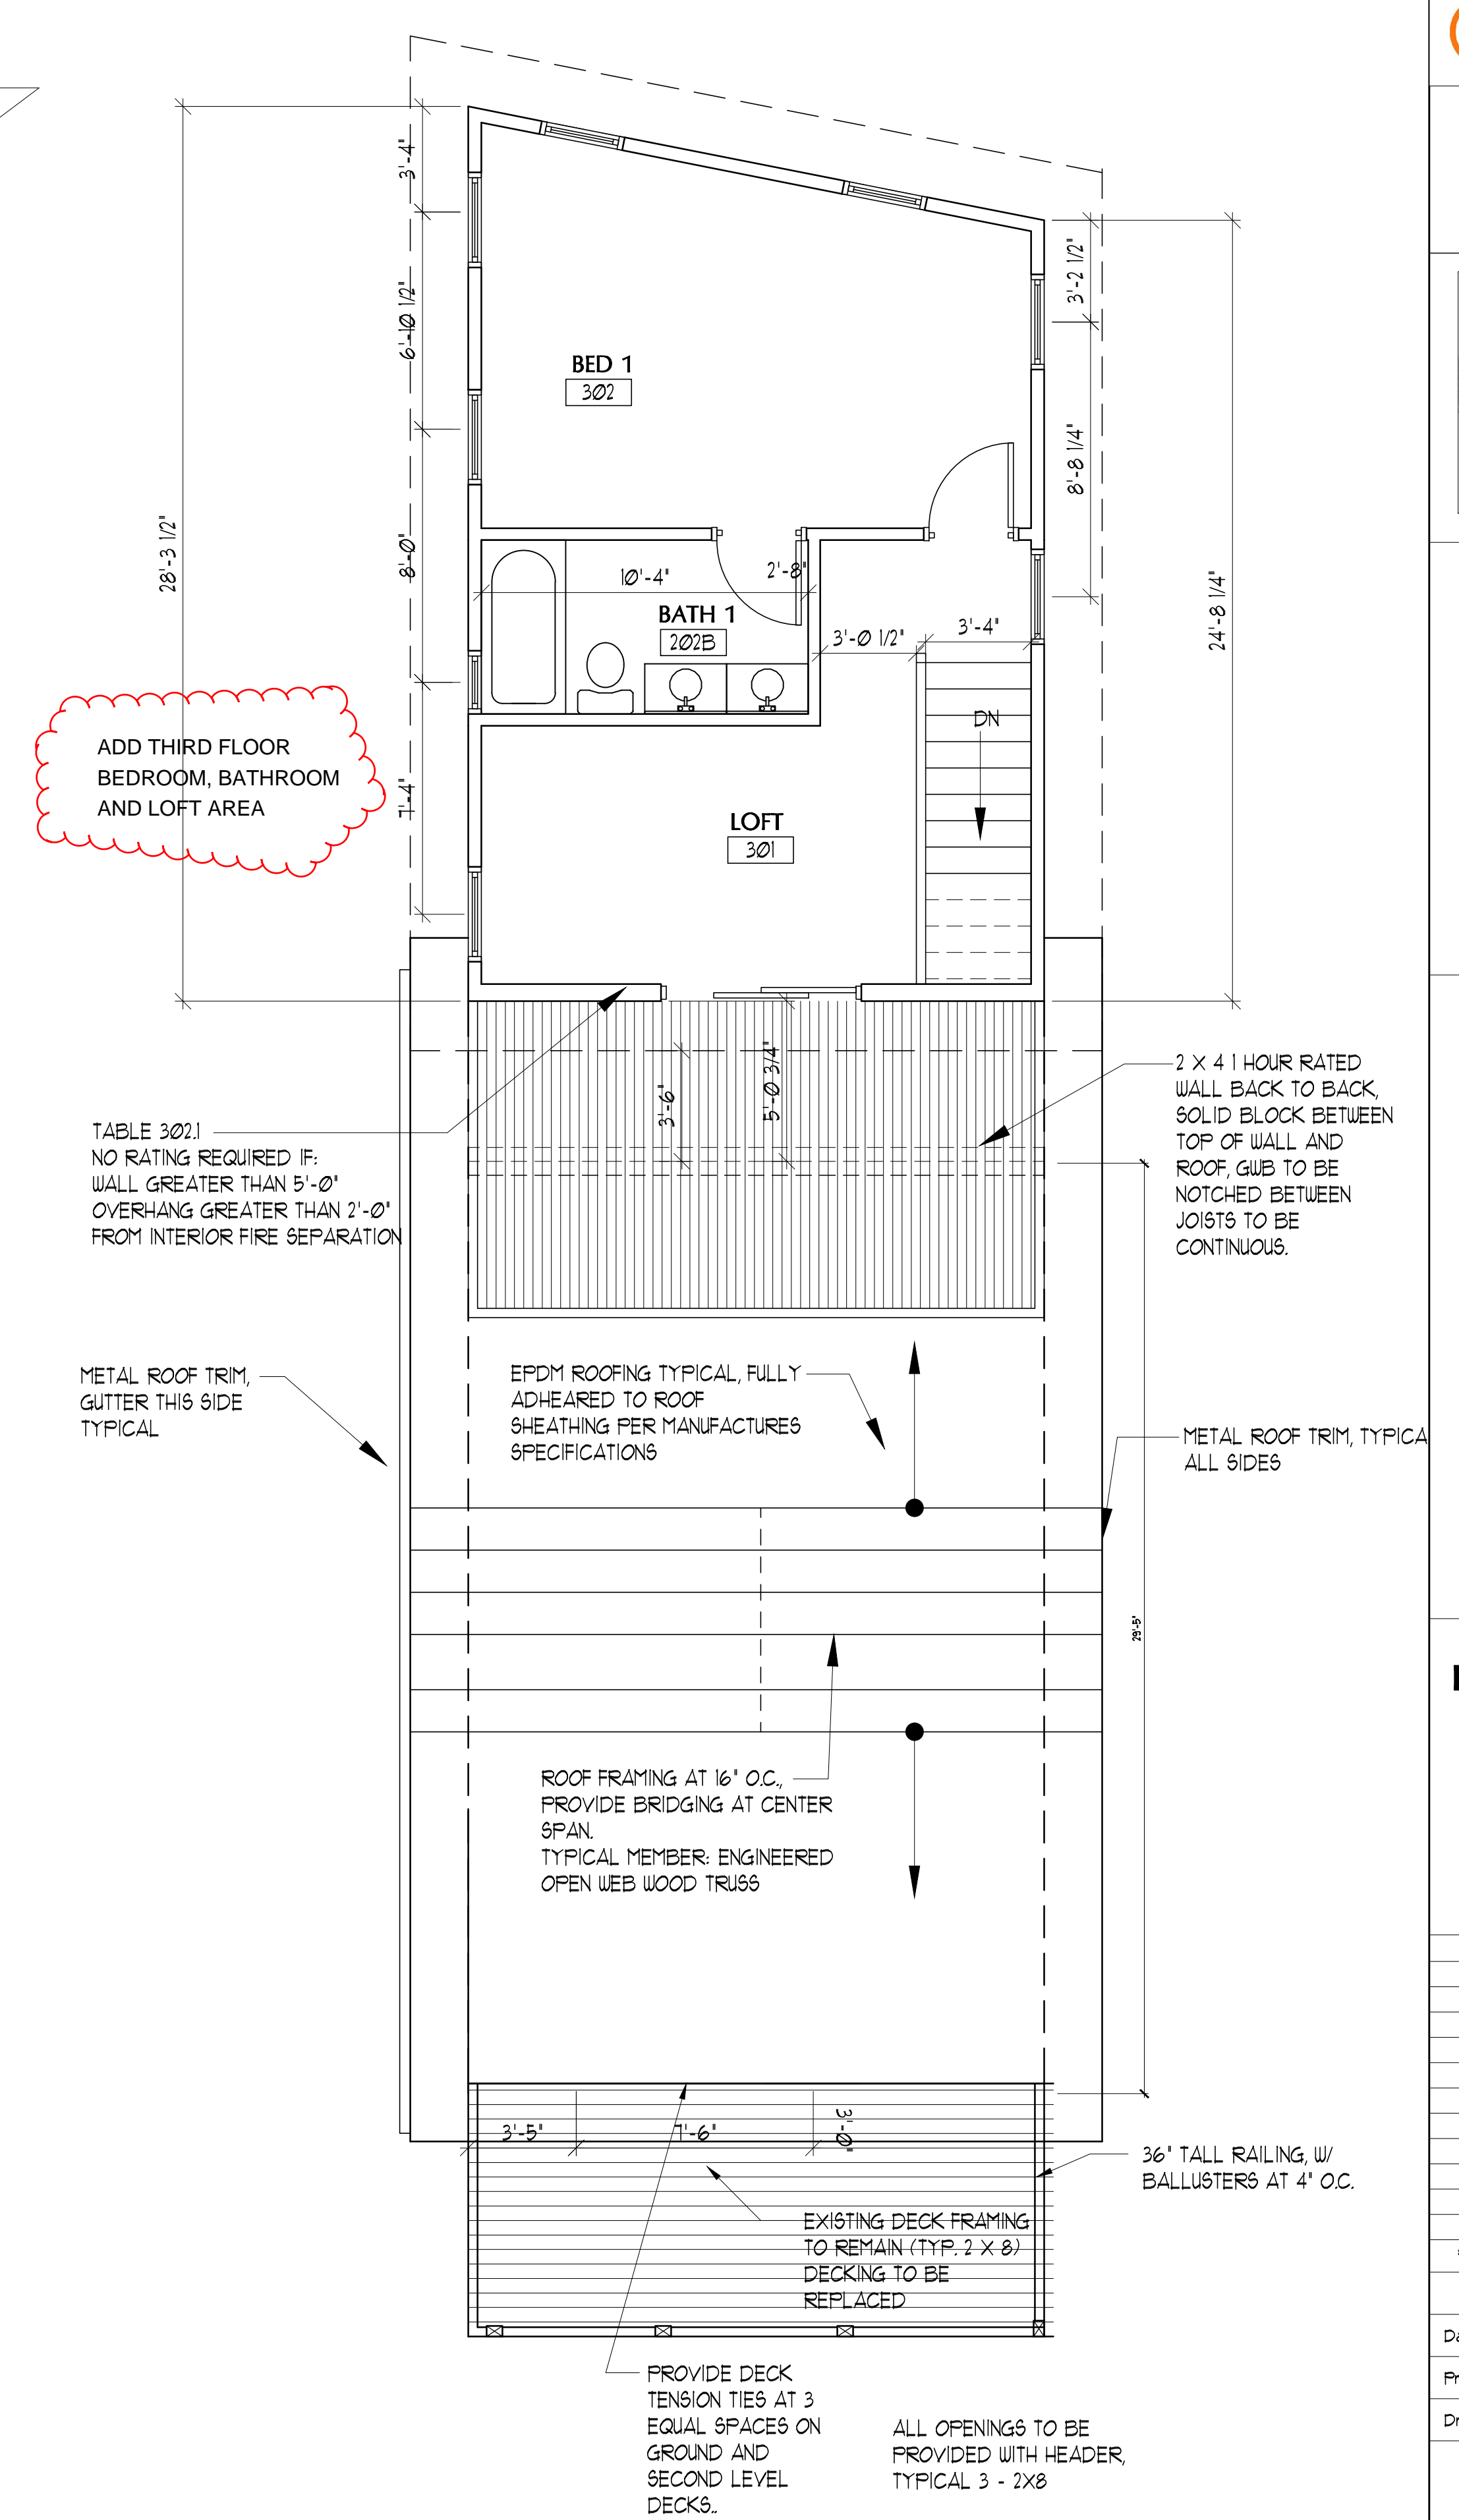 3'-4"
3'-2 1/2"
6'-10 1/2"
BED 1
302
8'-8 1/4"
28'-3 1/2"
8'-0"
10'-4"
2'-8"
24'-8 1/4"
BATH 1
202B
3'-0 1/2"
3'-4"
DN
ADD THIRD FLOOR
BEDROOM, BATHROOM
AND LOFT AREA
7'-4"
LOFT
301
3'-6"
5'-0 3/4"
2 X 4 1 HOUR RATED
WALL BACK TO BACK,
SOLID BLOCK BETWEEN
TOP OF WALL AND
ROOF, GWB TO BE
NOTCHED BETWEEN
JOISTS TO BE
CONTINUOUS.
TABLE 302.1
NO RATING REQUIRED IF:
WALL GREATER THAN 5'-0"
OVERHANG GREATER THAN 2'-0"
FROM INTERIOR FIRE SEPARATION
METAL ROOF TRIM,
GUTTER THIS SIDE
TYPICAL
EPDM ROOFING TYPICAL, FULLY
ADHEARED TO ROOF
SHEATHING PER MANUFACTURES
SPECIFICATIONS
METAL ROOF TRIM, TYPICA
ALL SIDES
29'-5"
ROOF FRAMING AT 16" O.C.,
PROVIDE BRIDGING AT CENTER
SPAN.
TYPICAL MEMBER: ENGINEERED
OPEN WEB WOOD TRUSS
3'-5"
7'-6"
3'-0"
36" TALL RAILING, W/
BALLUSTERS AT 4" O.C.
EXISTING DECK FRAMING
TO REMAIN (TYP. 2 X 8)
DECKING TO BE
REPLACED
PROVIDE DECK
TENSION TIES AT 3
EQUAL SPACES ON
GROUND AND
SECOND LEVEL
DECKS..
ALL OPENINGS TO BE
PROVIDED WITH HEADER,
TYPICAL 3 - 2X8
Da
Pr
Dr